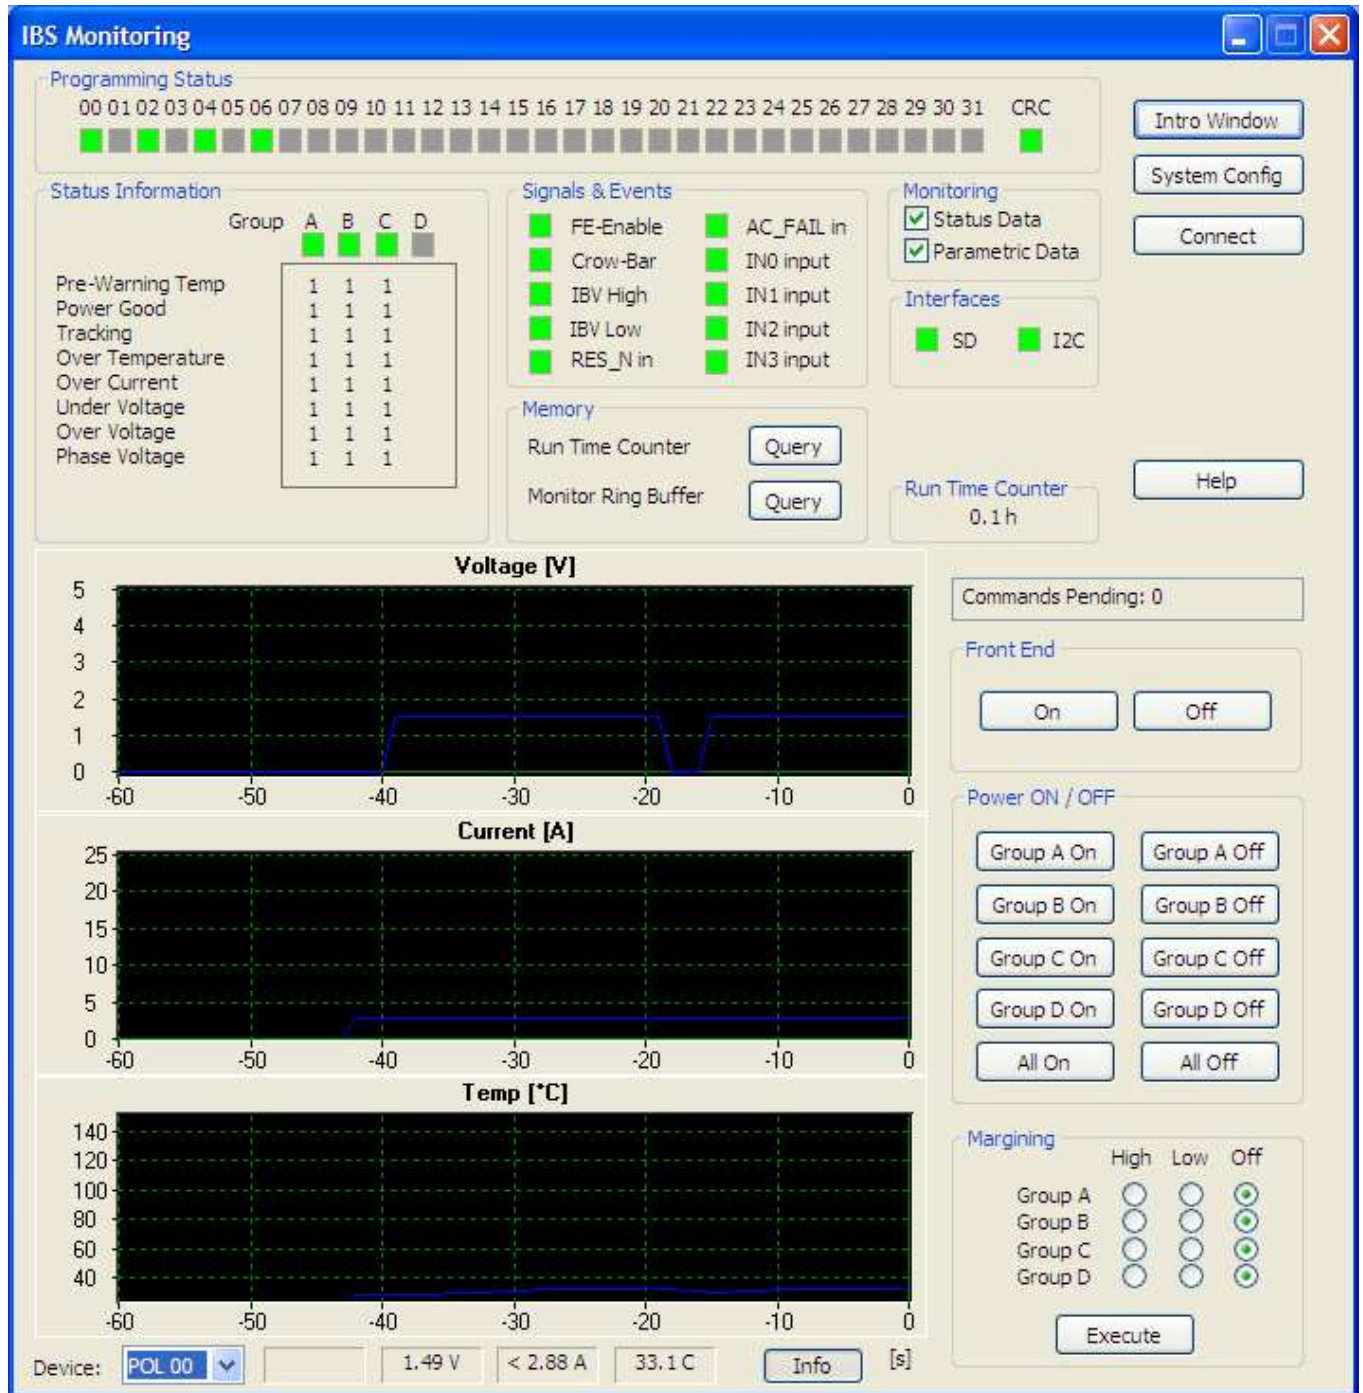 IBS Monitoring
Programming Status
00 01 02 03 04 05 06 07 08 09 10 11 12 13 14 15 16 17 18 19 20 21 22 23 24 25 26 27 28 29 30 31 CRC
Intro Window
System Config
Connect
Status Information
Group A B C D
Pre-Warning Temp 1 1 1
Power Good 1 1 1
Tracking 1 1 1
Over Temperature 1 1 1
Over Current 1 1 1
Under Voltage 1 1 1
Over Voltage 1 1 1
Phase Voltage 1 1 1
Signals & Events
FE-Enable AC_FAIL in
Crow-Bar IN0 input
IBV High IN1 input
IBV Low IN2 input
RES_N in IN3 input
Monitoring
Status Data
Parametric Data
Interfaces
SD I2C
Memory
Run Time Counter Query
Monitor Ring Buffer Query
Run Time Counter
0.1 h
Help
Voltage [V]
5
4
3
2
1
0
-60 -50 -40 -30 -20 -10 0
Current [A]
25
20
15
10
5
0
-60 -50 -40 -30 -20 -10 0
Temp [°C]
140
120
100
80
60
40
-60 -50 -40 -30 -20 -10 0
Device: POL 00 1.49 V < 2.88 A 33.1 C Info [s]
Commands Pending: 0
Front End
On Off
Power ON / OFF
Group A On Group A Off
Group B On Group B Off
Group C On Group C Off
Group D On Group D Off
All On All Off
Margining
High Low Off
Group A
Group B
Group C
Group D
Execute